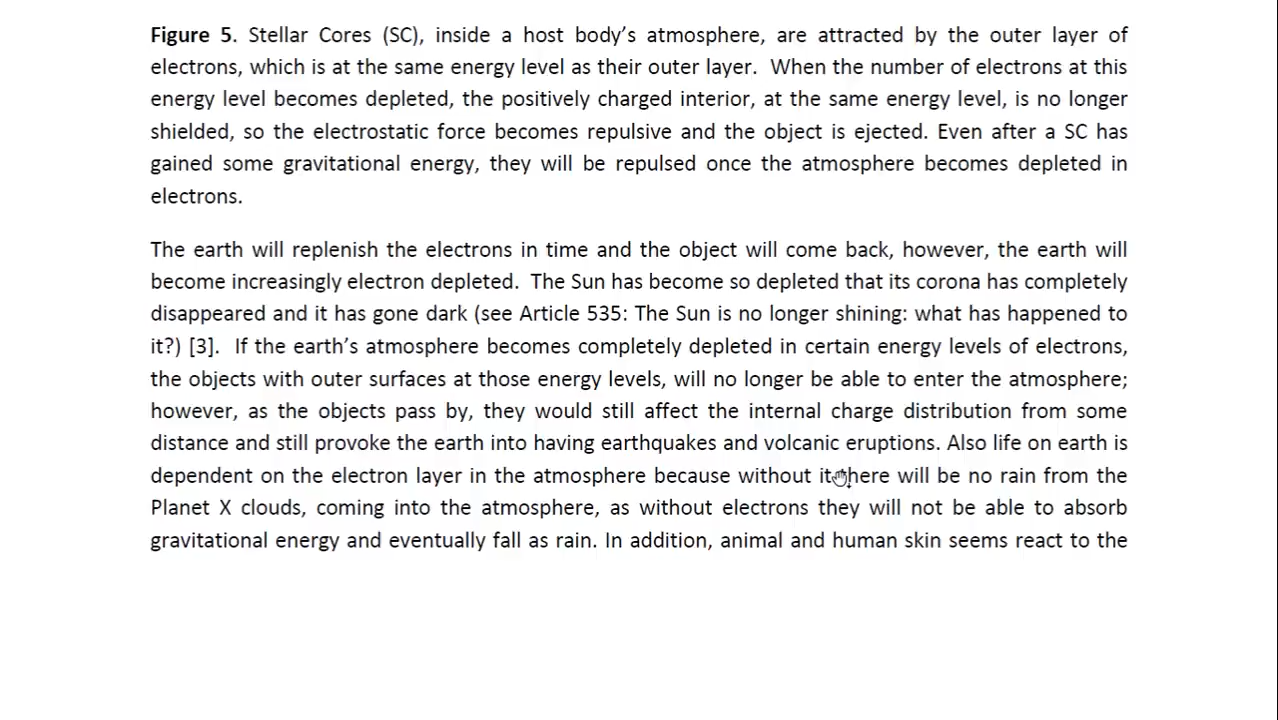 Figure 5. Stellar Cores (SC), inside a host body’s atmosphere, are attracted by the outer layer of
electrons, which is at the same energy level as their outer layer.  When the number of electrons at this
energy level becomes depleted, the positively charged interior, at the same energy level, is no longer
shielded, so the electrostatic force becomes repulsive and the object is ejected. Even after a SC has
gained some gravitational energy, they will be repulsed once the atmosphere becomes depleted in
electrons.
The earth will replenish the electrons in time and the object will come back, however, the earth will
become increasingly electron depleted.  The Sun has become so depleted that its corona has completely
disappeared and it has gone dark (see Article 535: The Sun is no longer shining: what has happened to
it?) [3].  If the earth’s atmosphere becomes completely depleted in certain energy levels of electrons,
the objects with outer surfaces at those energy levels, will no longer be able to enter the atmosphere;
however, as the objects pass by, they would still affect the internal charge distribution from some
distance and still provoke the earth into having earthquakes and volcanic eruptions. Also life on earth is
dependent on the electron layer in the atmosphere because without it there will be no rain from the
Planet X clouds, coming into the atmosphere, as without electrons they will not be able to absorb
gravitational energy and eventually fall as rain. In addition, animal and human skin seems react to the